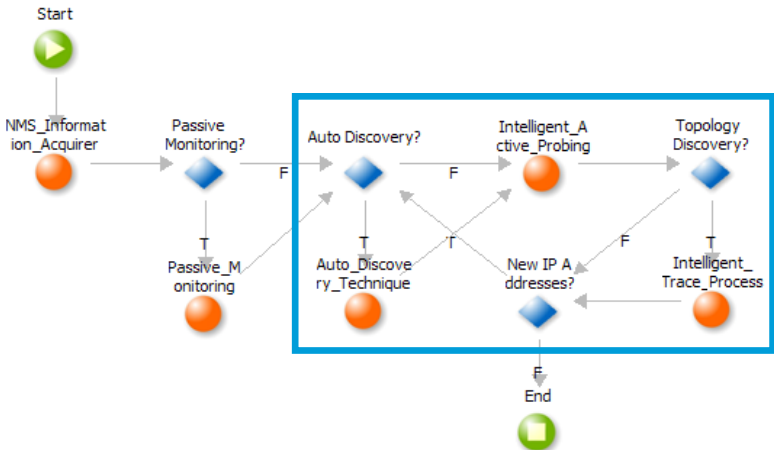 Start
NMS_Informat
ion_Acquirer
Passive
Monitoring?
Auto Discovery?
Intelligent_A
ctive_Probing
Topology
Discovery?
F
F
T
T
T
F
T
Passive_M
onitoring
Auto_Discove
ry_Technique
New IP A
ddresses?
Intelligent_
Trace_Process
F
End